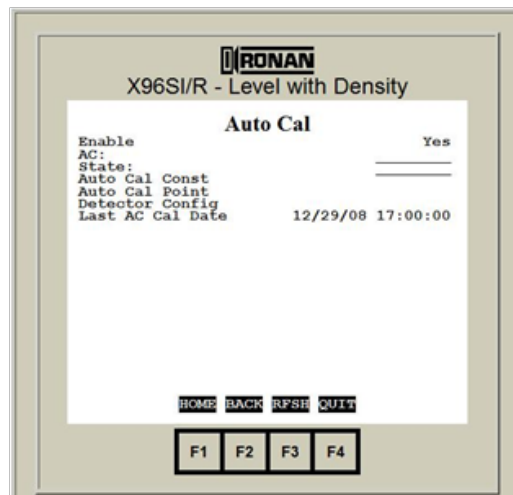 RONAN
X96SI/R - Level with Density
Auto Cal
Enable Yes
AC:
State:
Auto Cal Const
Auto Cal Point
Detector Config
Last AC Cal Date 12/29/08 17:00:00
HOME BACK RFSH QUIT
F1 F2 F3 F4